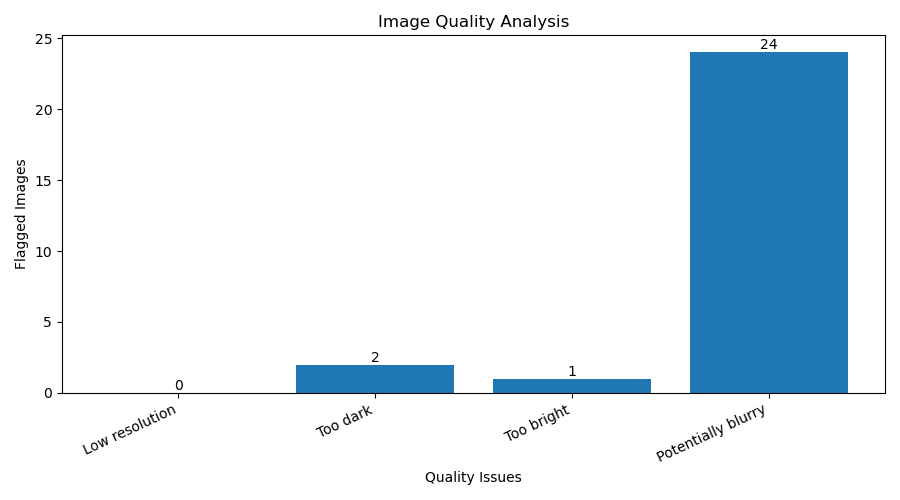 Image Quality Analysis
25
24
20
15
10
5
2
1
0
0
Flagged Images
Low resolution
Too dark
Too bright
Potentially blurry
Quality Issues